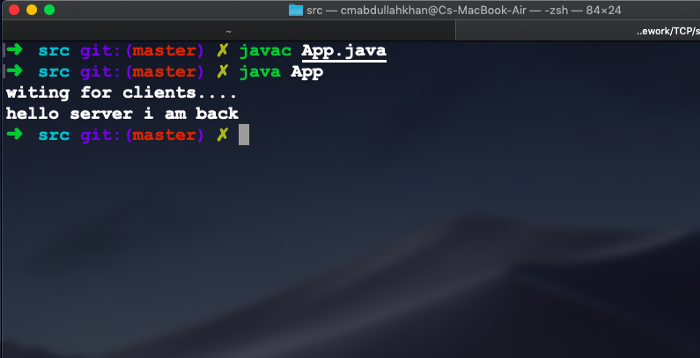 src — cmabdullahkhan@Cs-MacBook-Air — -zsh — 84×24
~
..ework/TCP/s
➜ src git:(master) ✗ javac App.java
➜ src git:(master) ✗ java App
witing for clients....
hello server i am back
➜ src git:(master) ✗